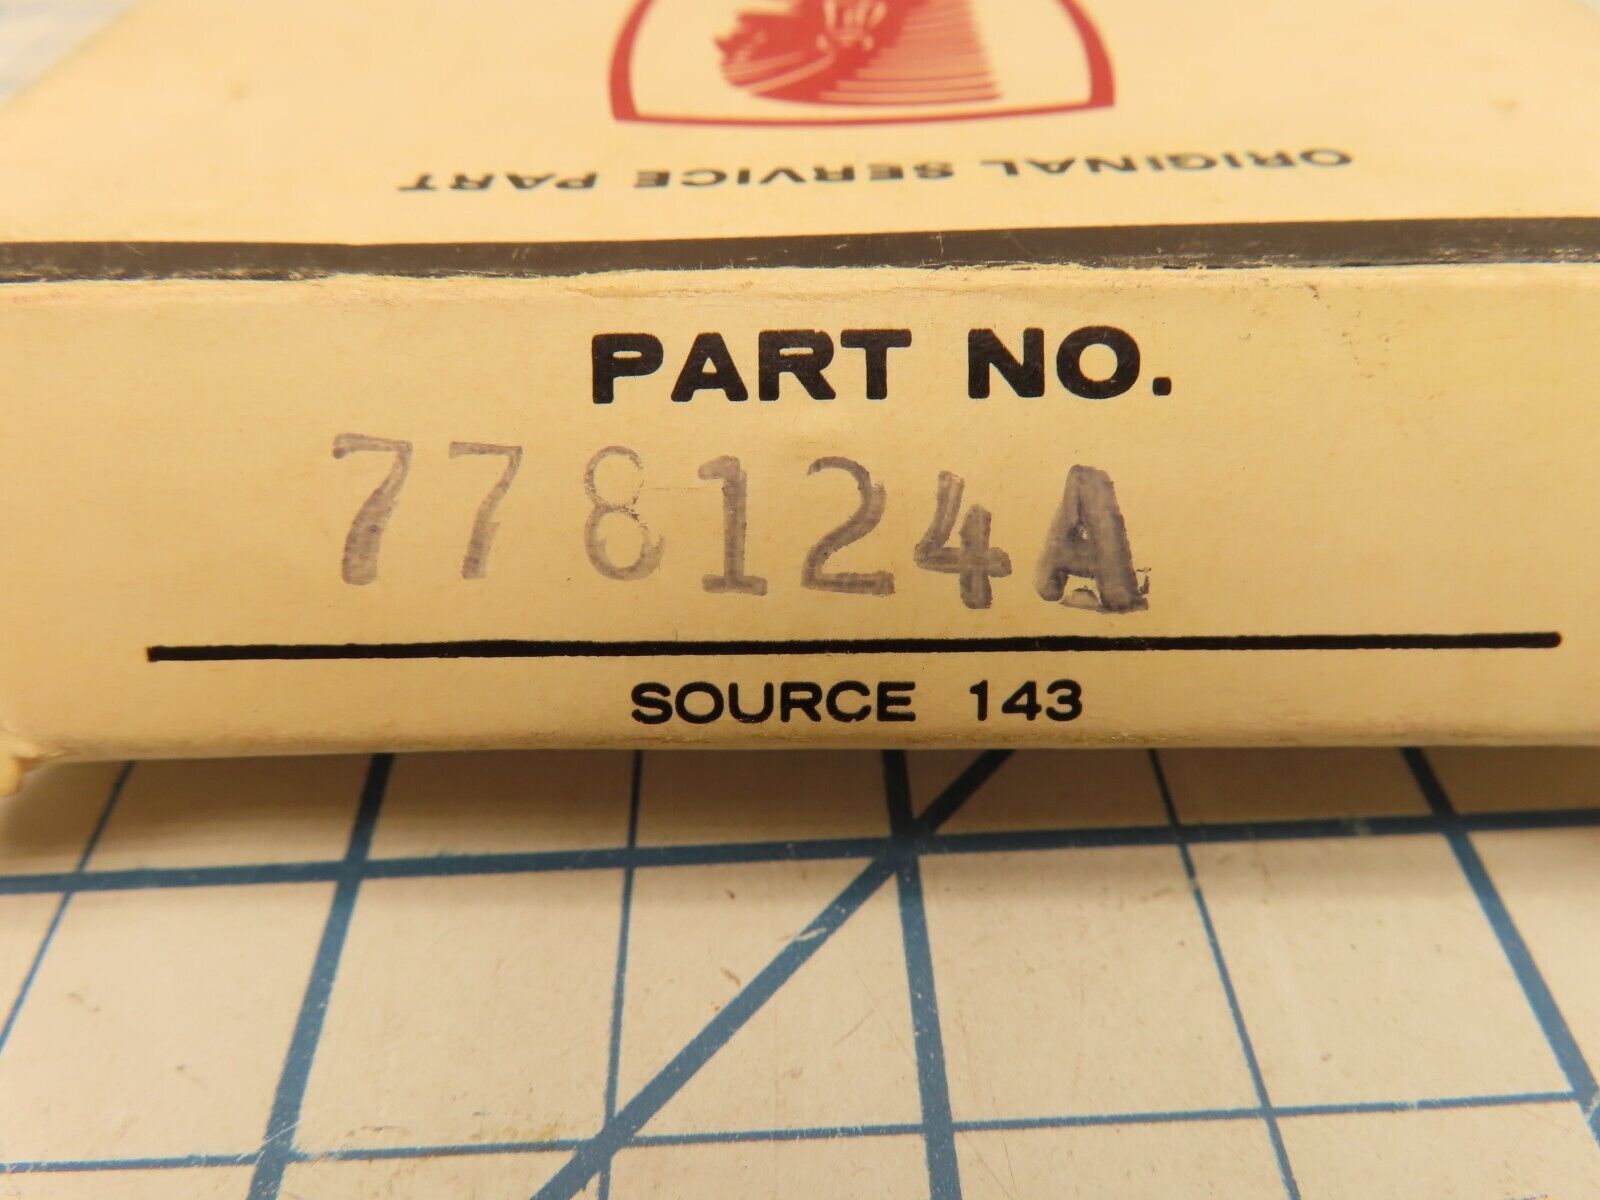 ORIGINAL SERVICE PART
PART NO.
778124A
SOURCE 143